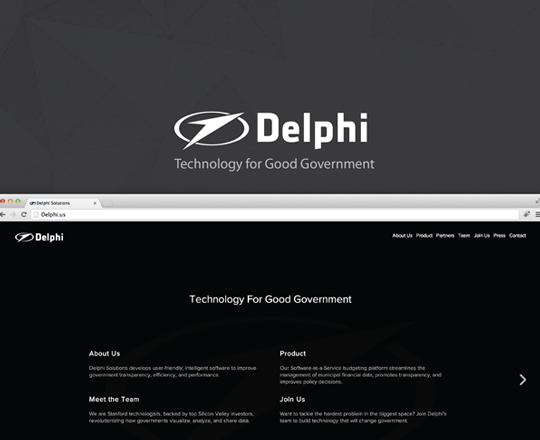 Delphi
Technology for Good Government
Delphi Solutions
Delphi.us
Delphi
About Us Product Partners Team Join Us Press Contact
Technology For Good Government
About Us
Delphi Solutions develops user-friendly, intelligent software to improve
government transparency, efficiency, and performance.
Product
Our Software-as-a-Service budgeting platform streamlines the
management of municipal financial data, promotes transparency, and
improves policy decisions.
Meet the Team
We are Stanford technologists, backed by top Silicon Valley investors,
revolutionizing how governments visualize, analyze, and share data.
Join Us
Want to tackle the hardest problem in the biggest space? Join Delphi's
team to build technology that will change government.